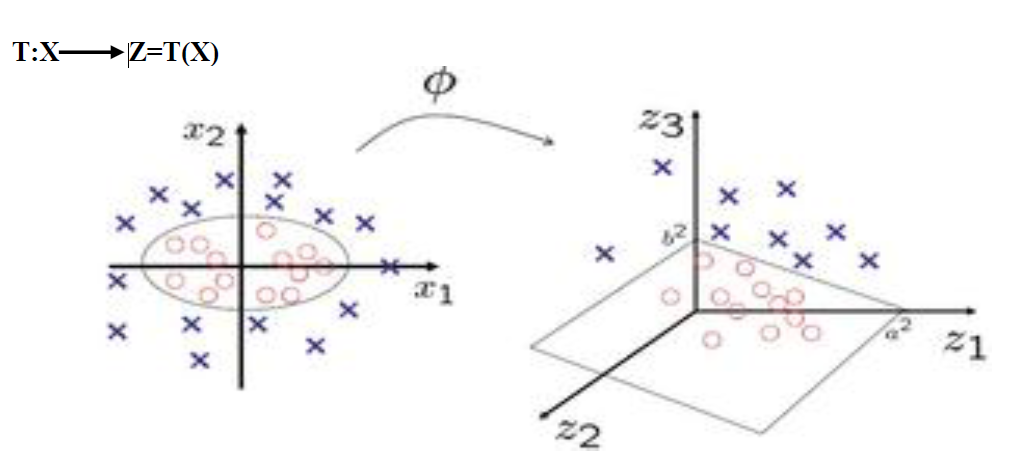 T:X Z=T(X)
ϕ
x₂
x₁
z₃
b²
a²
z₁
z₂